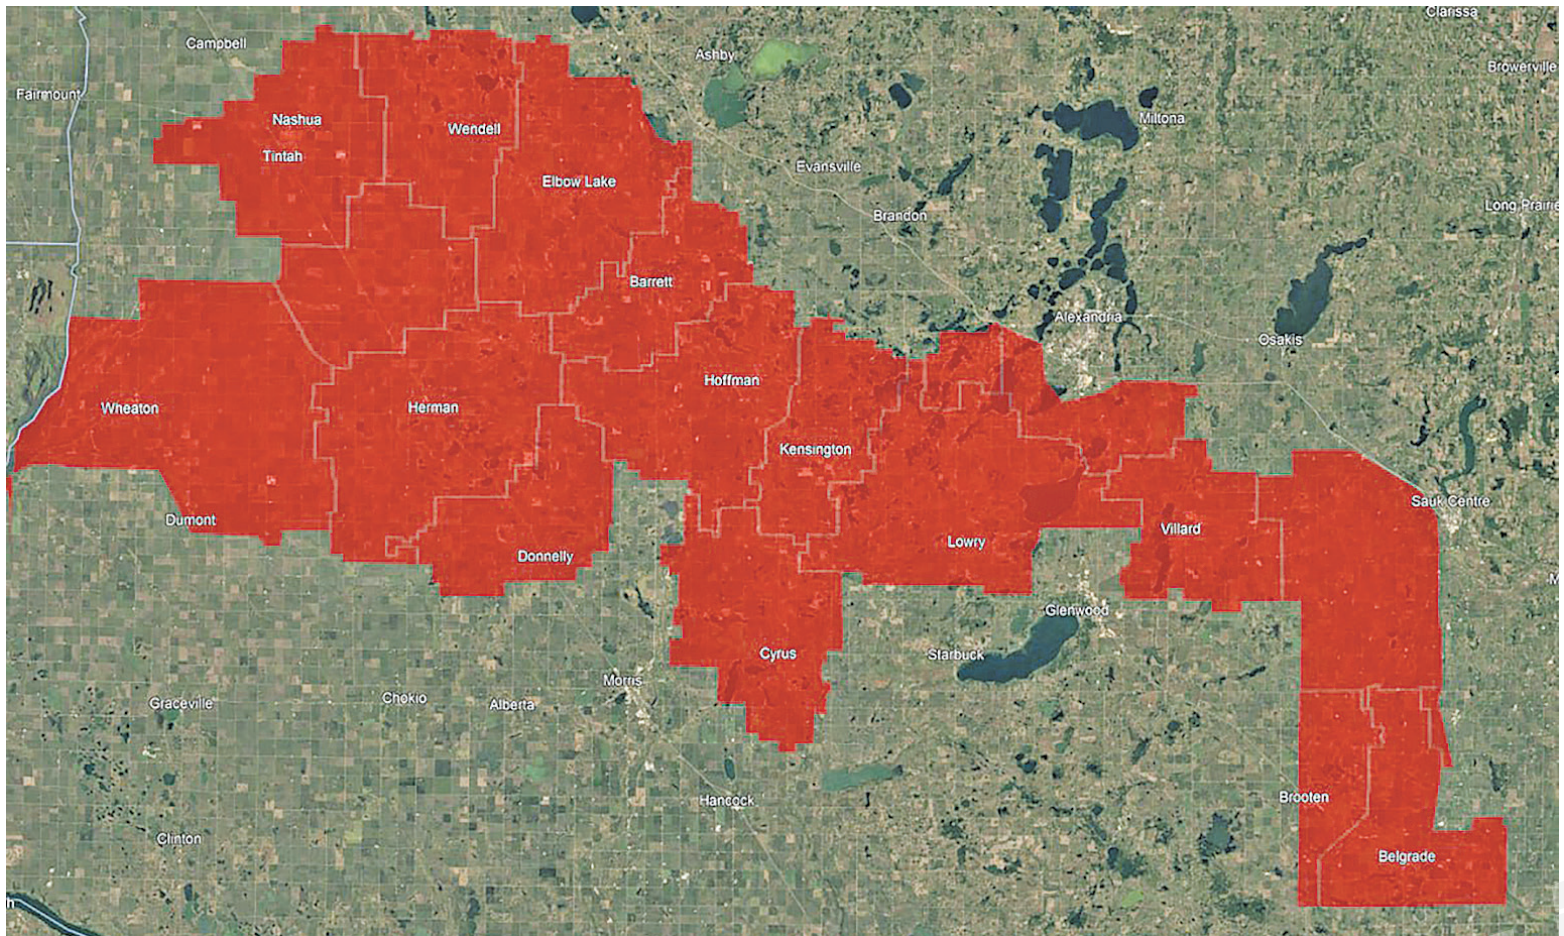 Clarissa
Campbell
Ashby
Browerville
Fairmount
Nashua
Miltona
Wendell
Tintah
Evansville
Elbow Lake
Long Prairie
Brandon
Barrett
Alexandria
Osakis
Hoffman
Wheaton
Herman
Kensington
Sauk Centre
Dumont
Villard
Lowry
Donnelly
Glenwood
Cyrus
Starbuck
Morris
Chokio
Graceville
Alberta
Brooten
Hancock
Clinton
Belgrade